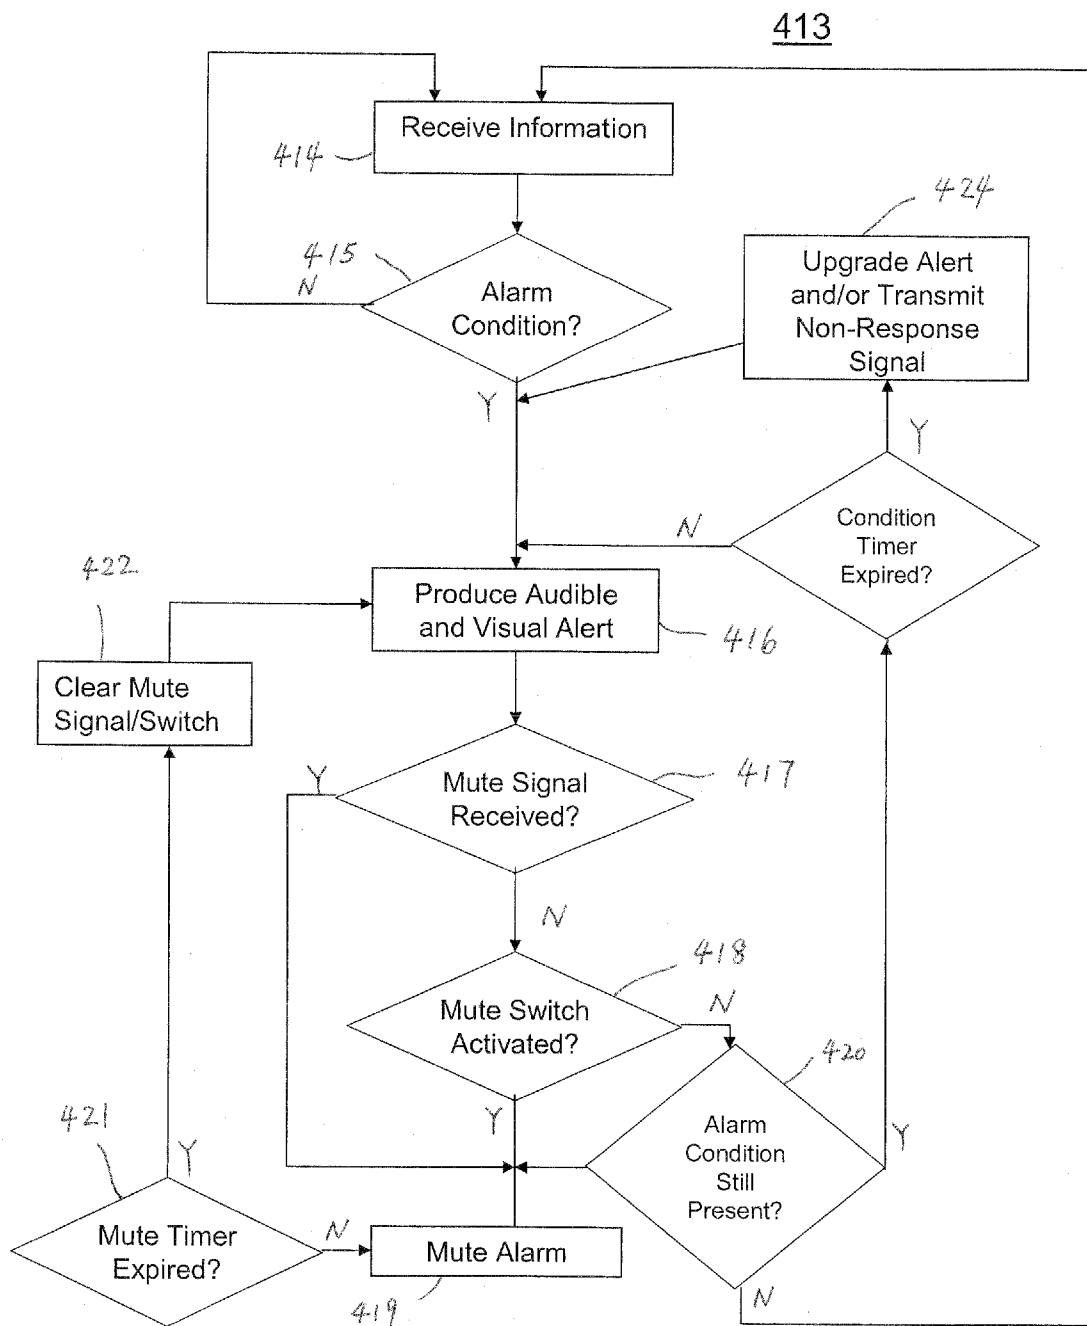 413
Receive Information
414
424
415
N
Alarm
Condition?
Upgrade Alert
and/or Transmit
Non-Response
Signal
Y
Y
N
Condition
Timer
Expired?
422
Produce Audible
and Visual Alert
416
Clear Mute
Signal/Switch
Y
Mute Signal
Received?
417
N
418
Mute Switch
Activated?
N
420
421
Y
Y
Alarm
Condition
Still
Present?
Y
Mute Timer
Expired?
N
Mute Alarm
N
419